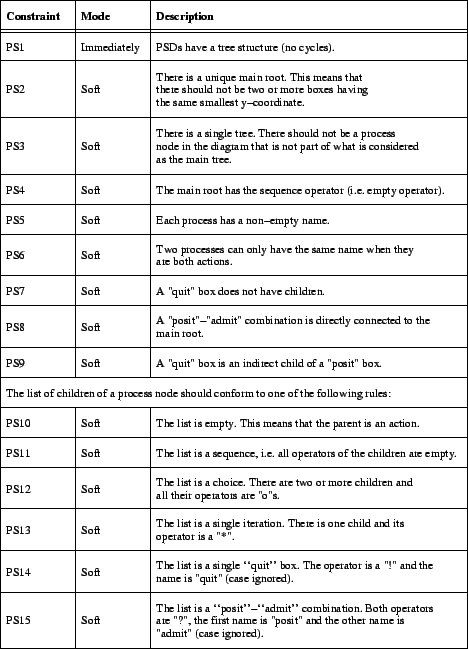 Constraint Mode Description
PS1 Immediately PSDs have a tree structure (no cycles).
PS2 Soft There is a unique main root. This means that
there should not be two or more boxes having
the same smallest y–coordinate.
PS3 Soft There is a single tree. There should not be a process
node in the diagram that is not part of what is considered
as the main tree.
PS4 Soft The main root has the sequence operator (i.e. empty operator).
PS5 Soft Each process has a non–empty name.
PS6 Soft Two processes can only have the same name when they
are both actions.
PS7 Soft A "quit" box does not have children.
PS8 Soft A "posit"–"admit" combination is directly connected to the
main root.
PS9 Soft A "quit" box is an indirect child of a "posit" box.
The list of children of a process node should conform to one of the following rules:
PS10 Soft The list is empty. This means that the parent is an action.
PS11 Soft The list is a sequence, i.e. all operators of the children are empty.
PS12 Soft The list is a choice. There are two or more children and
all their operators are "o"s.
PS13 Soft The list is a single iteration. There is one child and its
operator is a "*".
PS14 Soft The list is a single “quit” box. The operator is a "!" and the
name is "quit" (case ignored).
PS15 Soft The list is a “posit”–“admit” combination. Both operators
are "?", the first name is "posit" and the other name is
"admit" (case ignored).